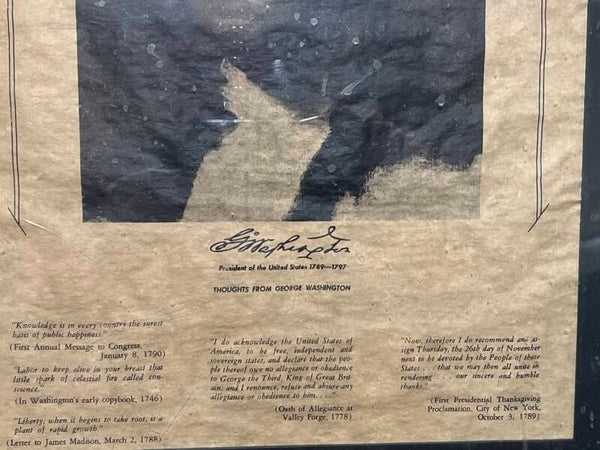 G. Washington
President of the United States 1789—1797
THOUGHTS FROM GEORGE WASHINGTON
"Knowledge is in every country the surest
basis of public happiness."
(First Annual Message to Congress,
January 8, 1790)
"Labor to keep alive in your breast that
little spark of celestial fire called con-
science."
(In Washington's early copybook, 1746)
"Liberty, when it begins to take root, is a
plant of rapid growth."
(Letter to James Madison, March 2, 1788)
"I do acknowledge the United States of
America, to be free, independent and
sovereign states, and declare that the peo-
ple thereof owe no allegiance or obedience
to George the Third, King of Great Brit-
ain; and I renounce, refuse and abjure any
allegiance or obedience to him. . . ."
(Oath of Allegiance at
Valley Forge, 1778)
"Now, therefore I do recommend and as-
sign Thursday, the 26th day of November
next to be devoted by the People of these
States . . . that we may then all unite in
rendering . . . our sincere and humble
thanks."
(First Presidential Thanksgiving
Proclamation, City of New York,
October 3, 1789)